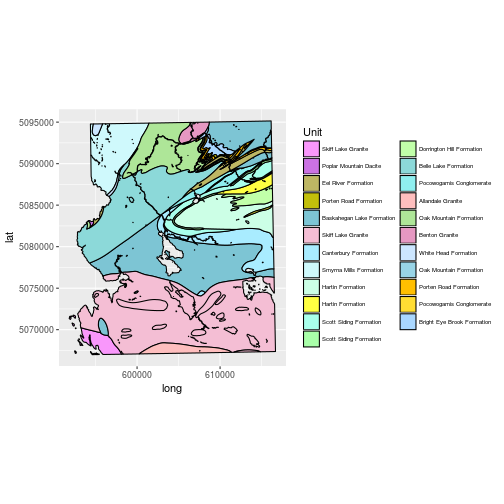 Unit
Skiff Lake Granite
Poplar Mountain Dacite
Eel River Formation
Porten Road Formation
Baskahegan Lake Formation
Skiff Lake Granite
Canterbury Formation
Smyrna Mills Formation
Hartin Formation
Hartin Formation
Scott Siding Formation
Scott Siding Formation
Dorrington Hill Formation
Belle Lake Formation
Pocowogamis Conglomerate
Allandale Granite
Oak Mountain Formation
Benton Granite
White Head Formation
Oak Mountain Formation
Porten Road Formation
Pocowogamis Conglomerate
Bright Eye Brook Formation
5095000
5090000
5085000
5080000
5075000
5070000
lat
600000 610000
long